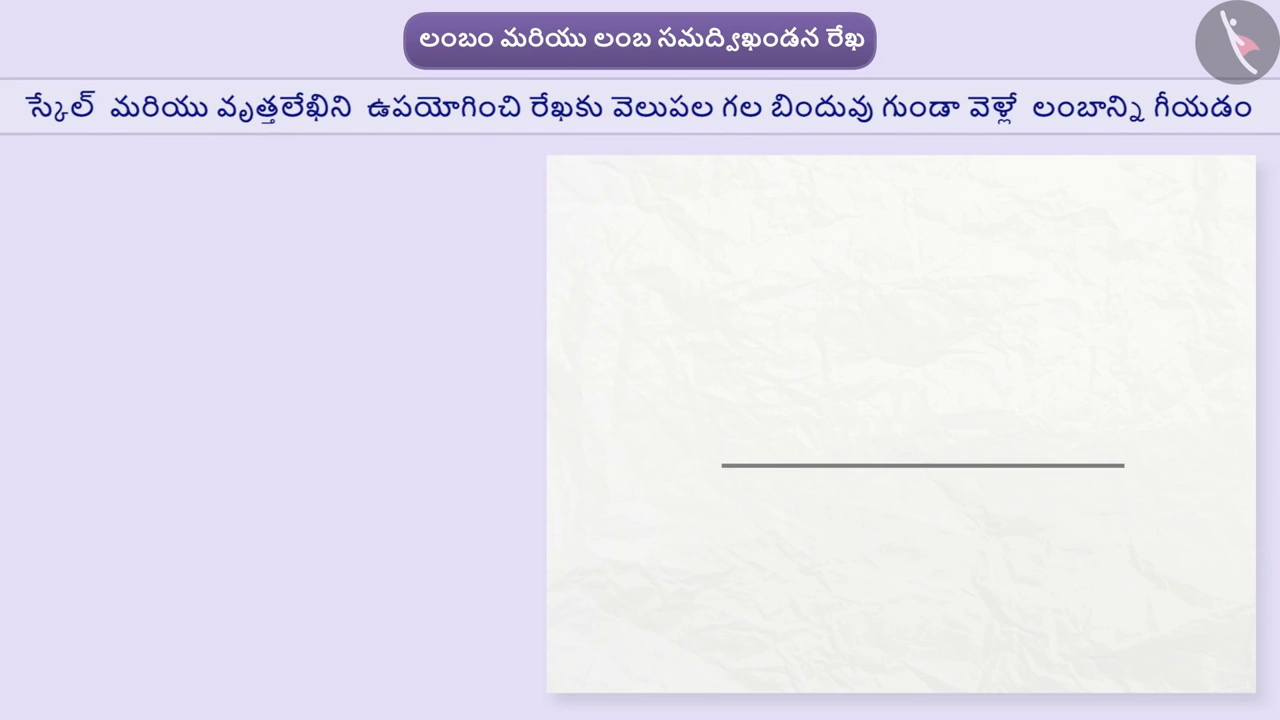 లంబం మరియు లంబ సమద్విఖండన రేఖ
స్కేల్ మరియు వృత్తలేఖిని ఉపయోగించి రేఖకు వెలుపల గల బిందువు గుండా వెళ్లే లంబాన్ని గీయడం